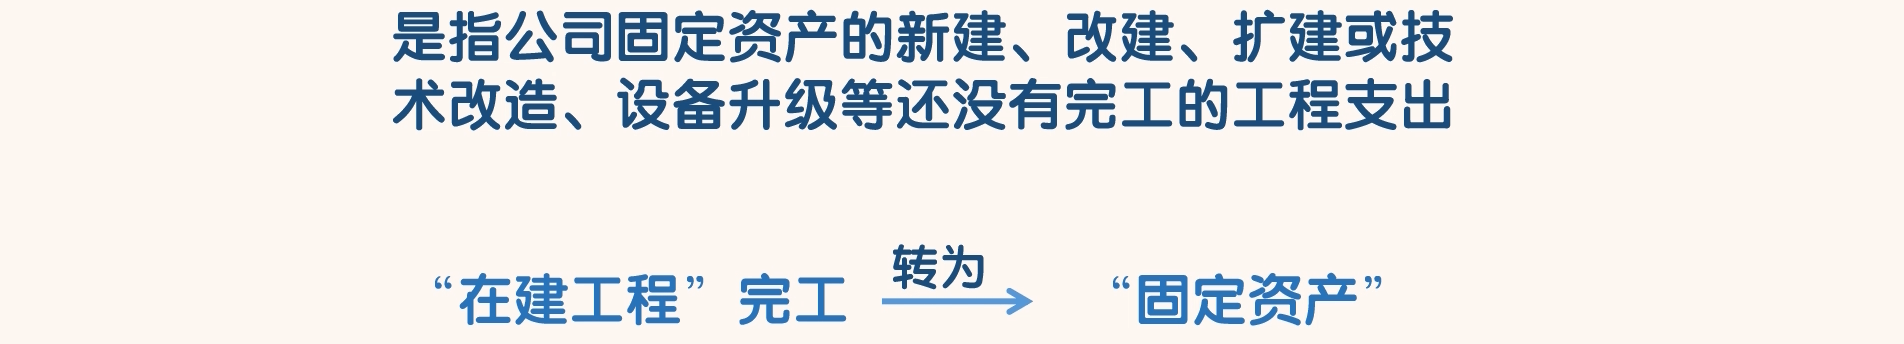 是指公司固定资产的新建、改建、扩建或技
术改造、设备升级等还没有完工的工程支出
转为
“在建工程”完工 “固定资产”